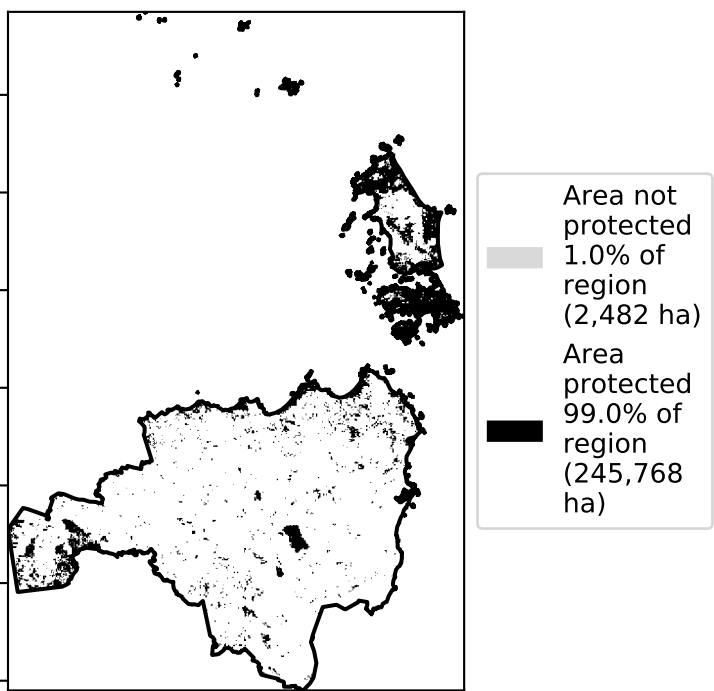 Area not
protected
1.0% of
region
(2,482 ha)
Area
protected
99.0% of
region
(245,768
ha)